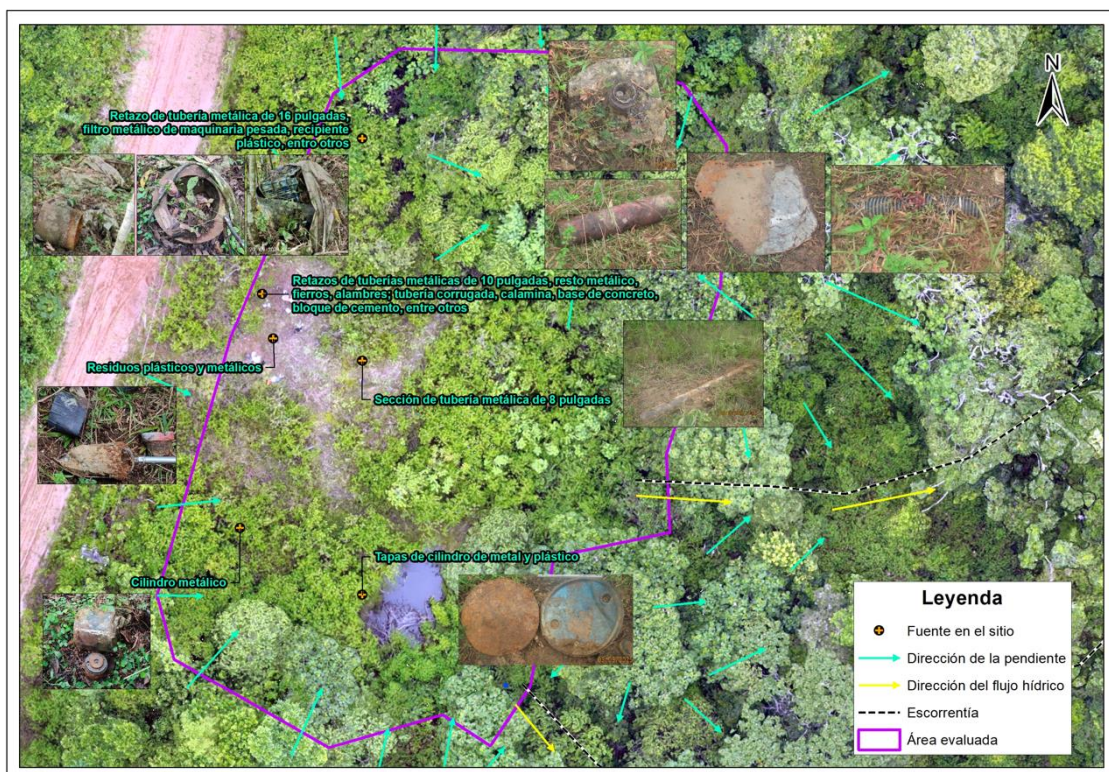 N
Retazo de tubería metálica de 16 pulgadas,
filtro metálico de maquinaria pesada, recipiente
plástico, entro otros
Retazos de tuberías metálicas de 10 pulgadas, resto metálico,
fierros, alambres; tubería corrugada, calamina, base de concreto,
bloque de cemento, entre otros
Residuos plásticos y metálicos
Sección de tubería metálica de 8 pulgadas
Tapas de cilindro de metal y plástico
Cilindro metálico
Leyenda
Fuente en el sitio
Dirección de la pendiente
Dirección del flujo hídrico
Escorrentía
Área evaluada